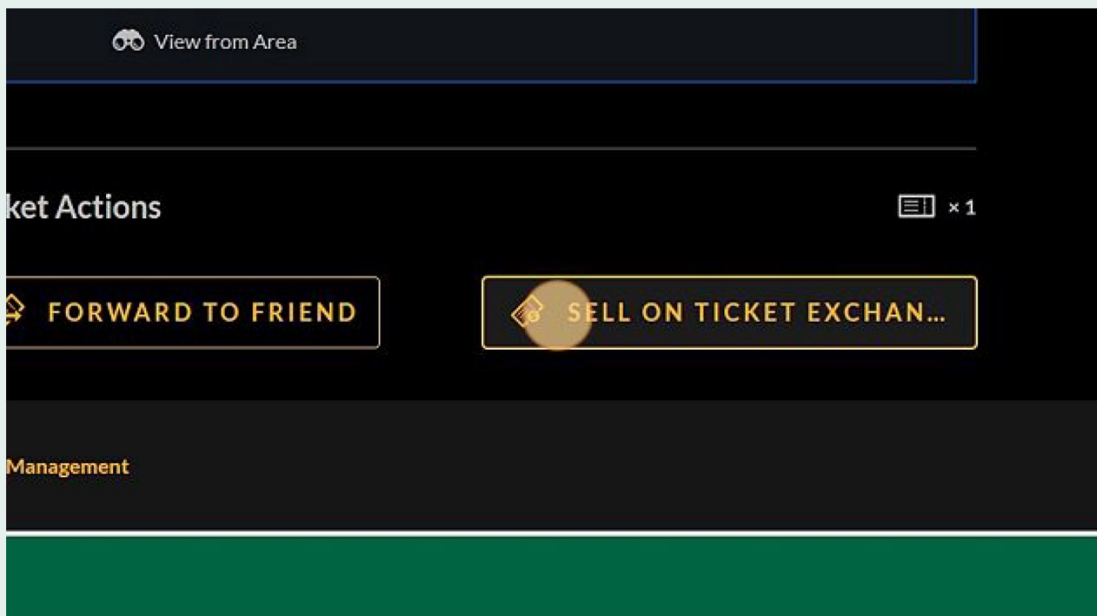 View from Area
ket Actions
× 1
FORWARD TO FRIEND
SELL ON TICKET EXCHAN...
Management